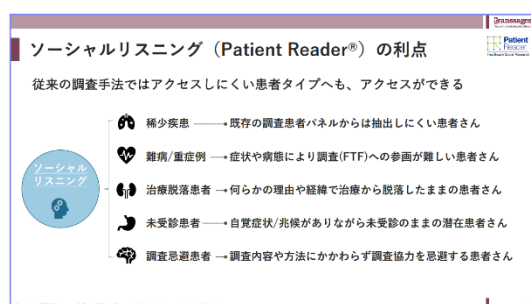 Transsages
ソーシャルリスニング（Patient Reader®）の利点
Patient
Reader
従来の調査手法ではアクセスしにくい患者タイプへも、アクセスができる
稀少疾患 既存の調査患者パネルからは抽出しにくい患者さん
難病/重症例 症状や病態により調査(FTF)への参画が難しい患者さん
ソーシャル
リスニング
治療脱落患者 何らかの理由や経緯で治療から脱落したままの患者さん
未受診患者 自覚症状/兆候がありながら未受診のままの潜在患者さん
調査忌避患者 調査内容や方法にかかわらず調査協力を忌避する患者さん